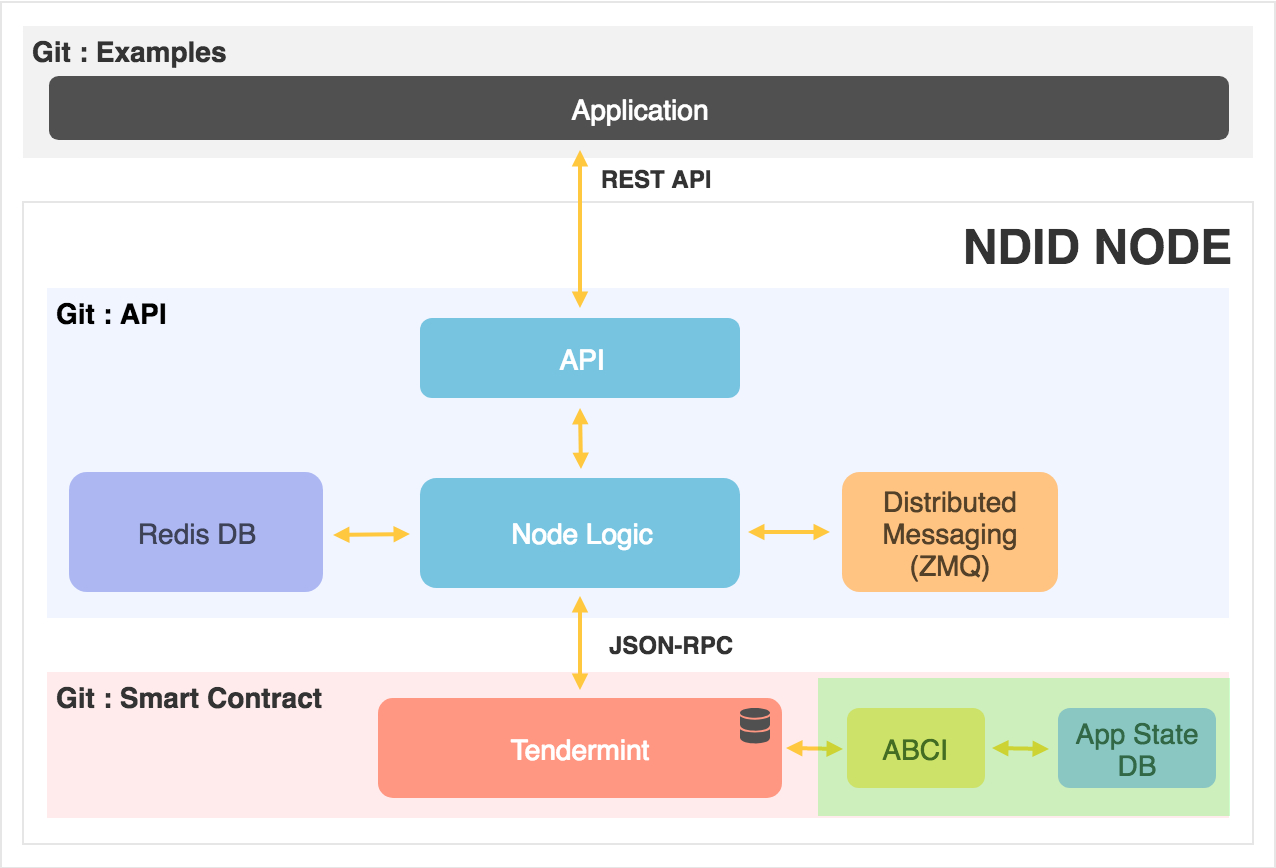 Git : Examples
Application
REST API
NDID NODE
Git : API
API
Redis DB
Node Logic
Distributed
Messaging
(ZMQ)
JSON-RPC
Git : Smart Contract
Tendermint
ABCI
App State
DB